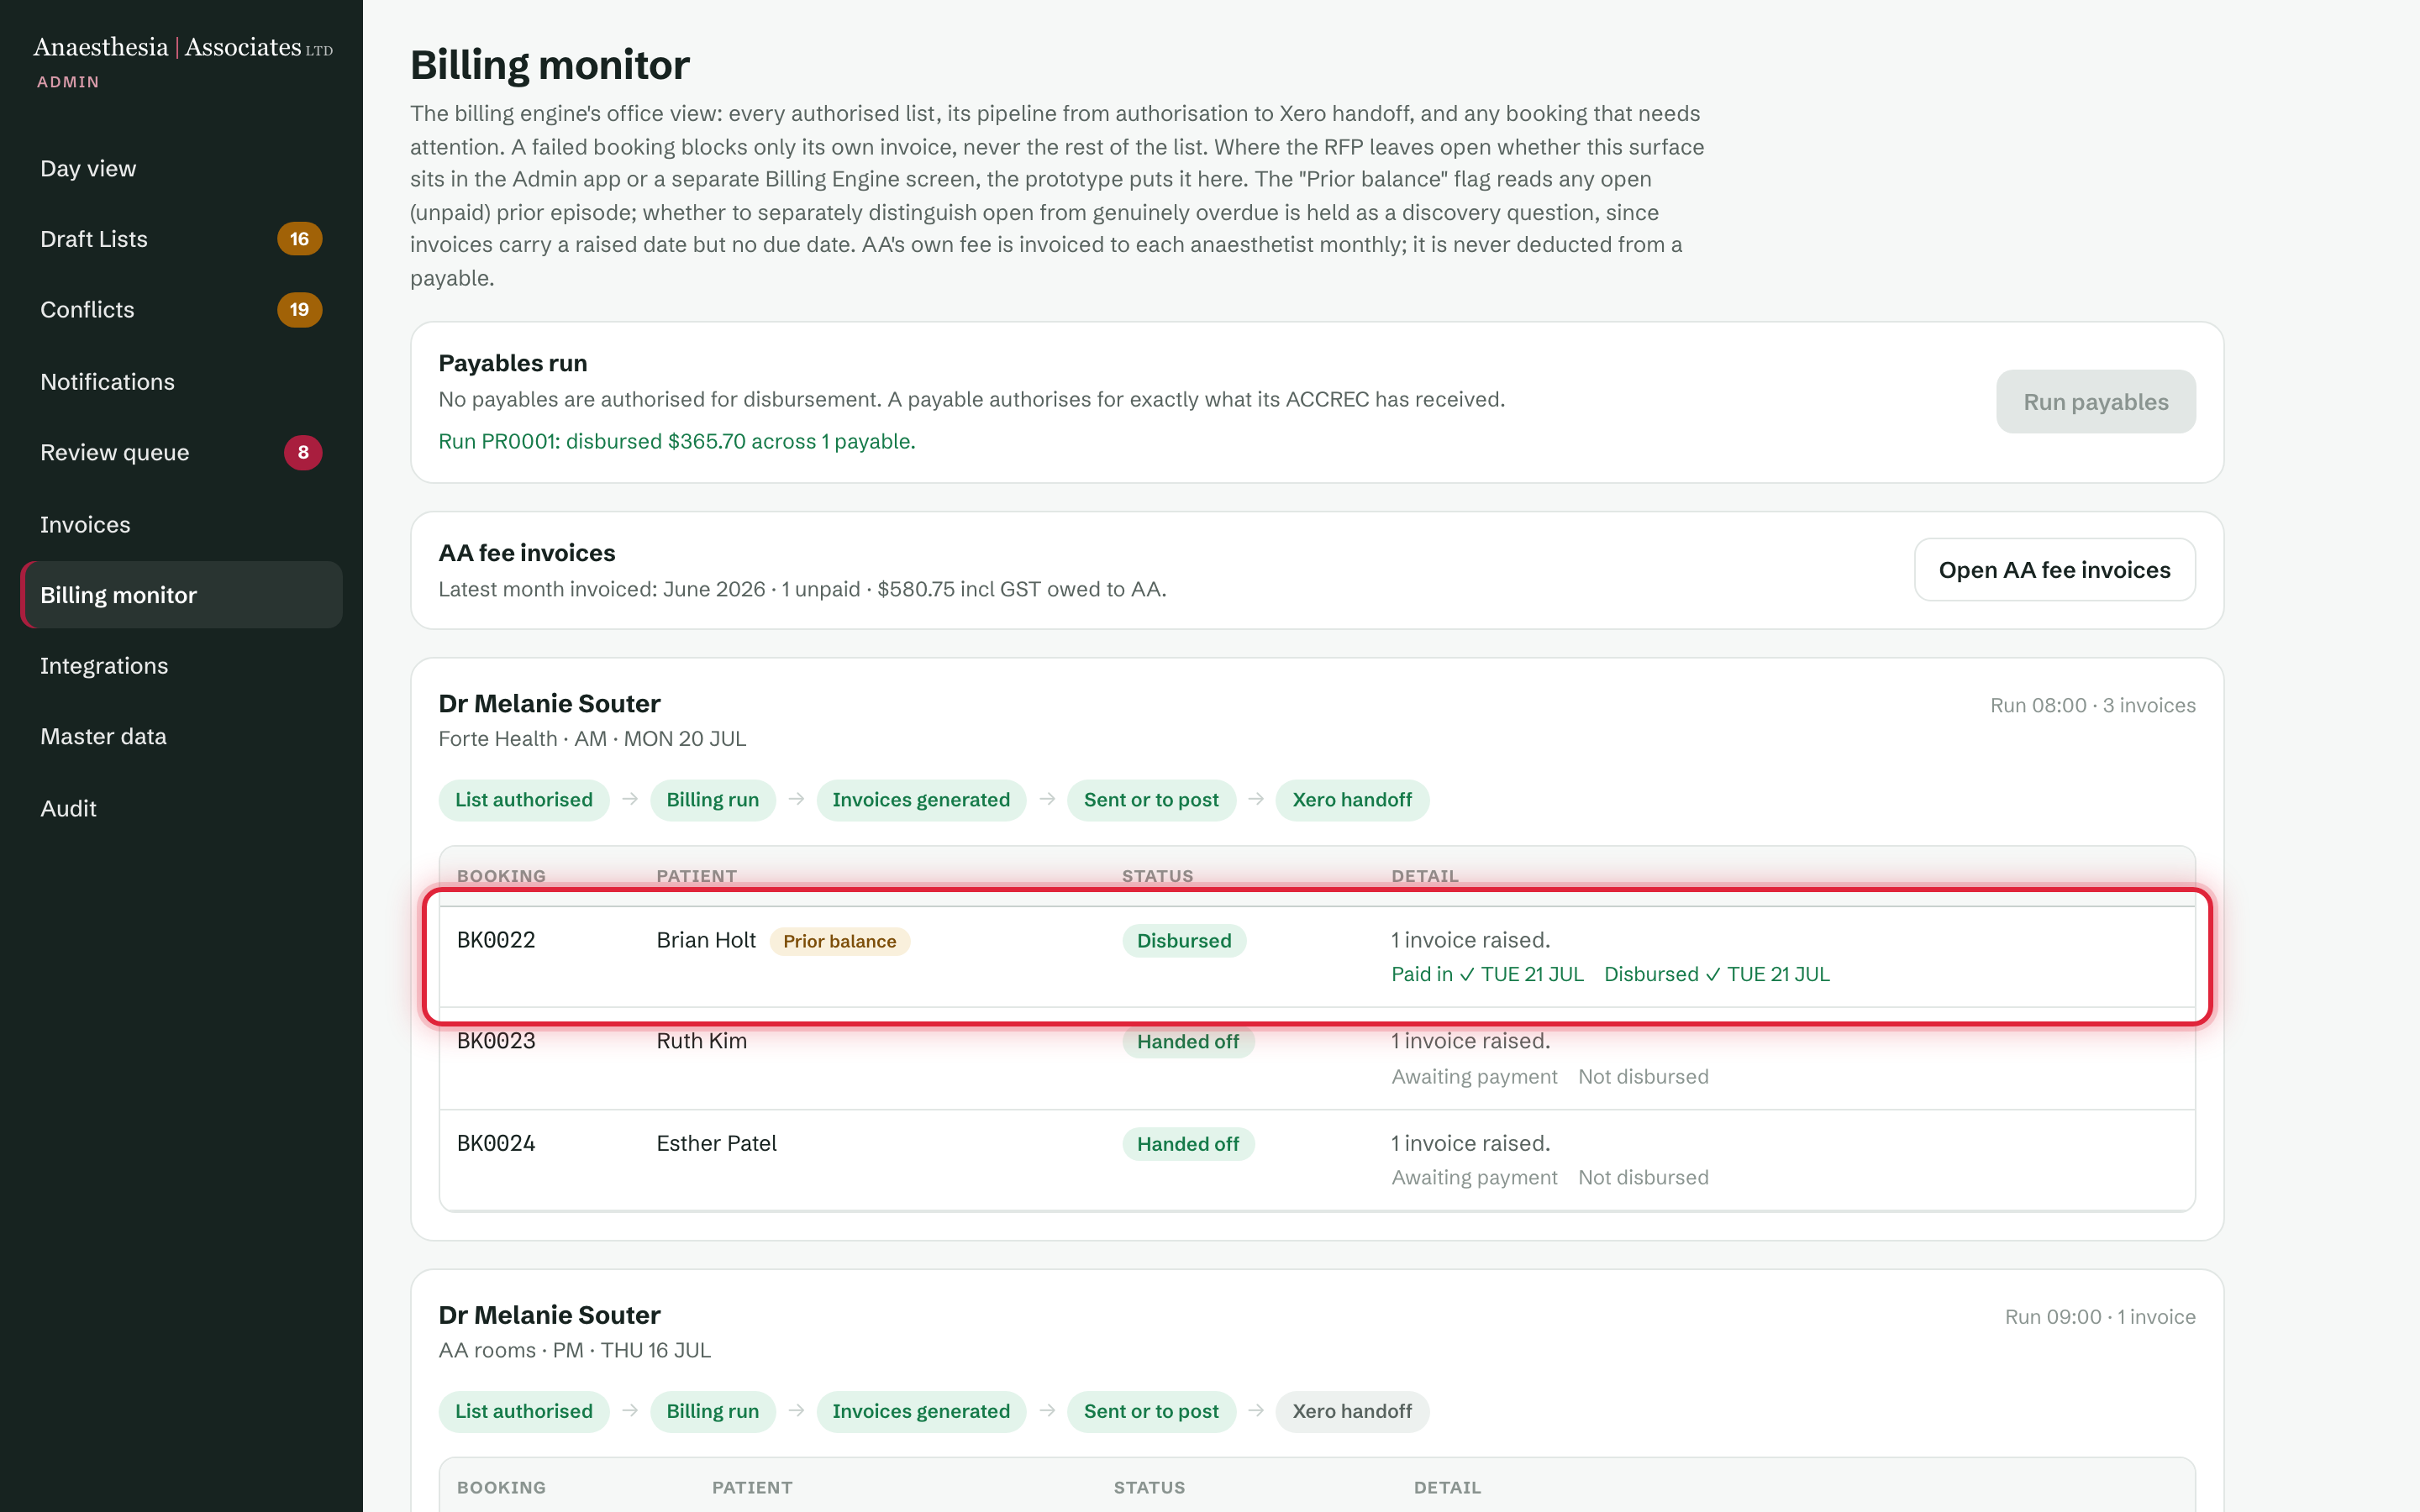 Anaesthesia | Associates LTD
ADMIN
Day view
Draft Lists 16
Conflicts 19
Notifications
Review queue 8
Invoices
Billing monitor
Integrations
Master data
Audit
Billing monitor
The billing engine's office view: every authorised list, its pipeline from authorisation to Xero handoff, and any booking that needs
attention. A failed booking blocks only its own invoice, never the rest of the list. Where the RFP leaves open whether this surface
sits in the Admin app or a separate Billing Engine screen, the prototype puts it here. The "Prior balance" flag reads any open
(unpaid) prior episode; whether to separately distinguish open from genuinely overdue is held as a discovery question, since
invoices carry a raised date but no due date. AA's own fee is invoiced to each anaesthetist monthly; it is never deducted from a
payable.
Payables run
No payables are authorised for disbursement. A payable authorises for exactly what its ACCREC has received.
Run PR0001: disbursed $365.70 across 1 payable.
Run payables
AA fee invoices
Latest month invoiced: June 2026 · 1 unpaid · $580.75 incl GST owed to AA.
Open AA fee invoices
Dr Melanie Souter
Run 08:00 · 3 invoices
Forte Health · AM · MON 20 JUL
List authorised → Billing run → Invoices generated → Sent or to post → Xero handoff
BOOKING PATIENT STATUS DETAIL
BK0022 Brian Holt Prior balance Disbursed 1 invoice raised.
Paid in ✓ TUE 21 JUL Disbursed ✓ TUE 21 JUL
BK0023 Ruth Kim Handed off 1 invoice raised.
Awaiting payment Not disbursed
BK0024 Esther Patel Handed off 1 invoice raised.
Awaiting payment Not disbursed
Dr Melanie Souter
Run 09:00 · 1 invoice
AA rooms · PM · THU 16 JUL
List authorised → Billing run → Invoices generated → Sent or to post → Xero handoff
BOOKING PATIENT STATUS DETAIL